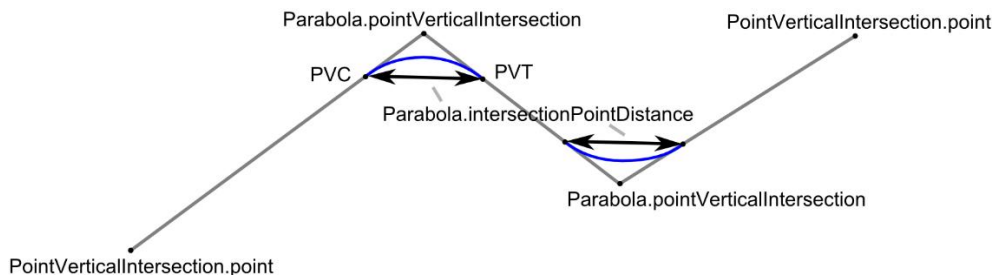 Parabola.pointVerticalIntersection
PointVerticalIntersection.point
PVC
PVT
Parabola.intersectionPointDistance
Parabola.pointVerticalIntersection
PointVerticalIntersection.point